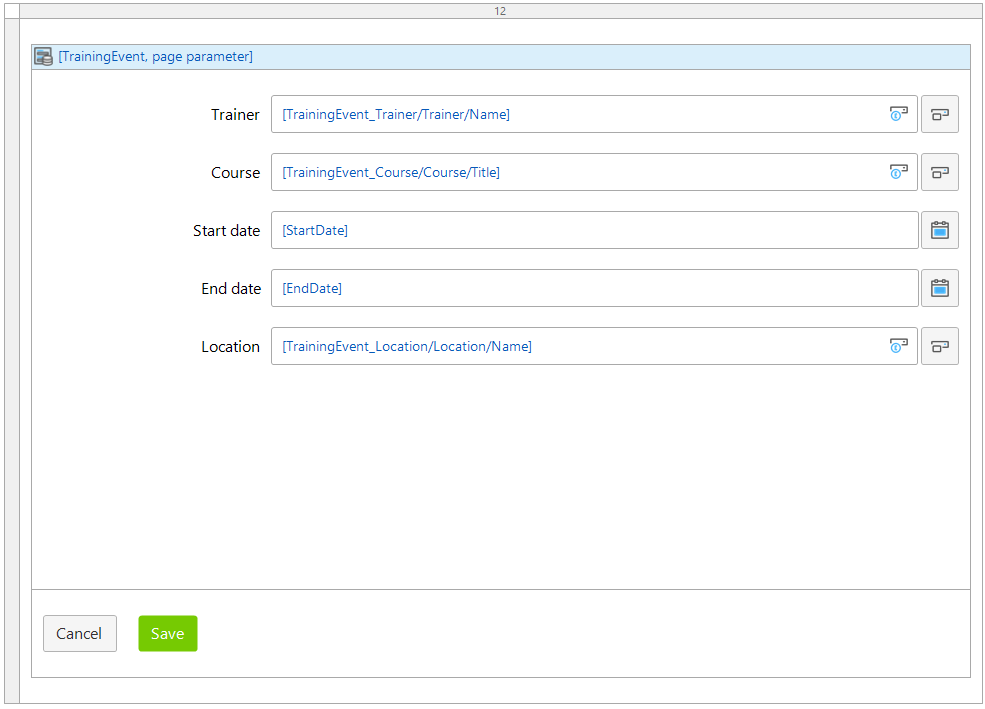 12
[TrainingEvent, page parameter]
Trainer [TrainingEvent_Trainer/Trainer/Name]
Course [TrainingEvent_Course/Course/Title]
Start date [StartDate]
End date [EndDate]
Location [TrainingEvent_Location/Location/Name]
Cancel Save